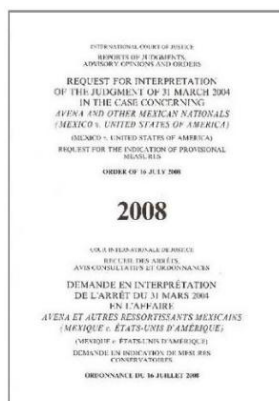 INTERNATIONAL COURT OF JUSTICE
REPORTS OF JUDGMENTS,
ADVISORY OPINIONS AND ORDERS
REQUEST FOR INTERPRETATION
OF THE JUDGMENT OF 31 MARCH 2004
IN THE CASE CONCERNING
AVENA AND OTHER MEXICAN NATIONALS
(MEXICO v. UNITED STATES OF AMERICA)
(MEXICO v. UNITED STATES OF AMERICA)
REQUEST FOR THE INDICATION OF PROVISIONAL
MEASURES
ORDER OF 16 JULY 2008
2008
COUR INTERNATIONALE DE JUSTICE
RECUEIL DES ARRÊTS,
AVIS CONSULTATIFS ET ORDONNANCES
DEMANDE EN INTERPRÉTATION
DE L'ARRÊT DU 31 MARS 2004
EN L'AFFAIRE
AVENA ET AUTRES RESSORTISSANTS MEXICAINS
(MEXIQUE c. ÉTATS-UNIS D'AMÉRIQUE)
(MEXIQUE c. ÉTATS-UNIS D'AMÉRIQUE)
DEMANDE EN INDICATION DE MESURES
CONSERVATOIRES
ORDONNANCE DU 16 JUILLET 2008